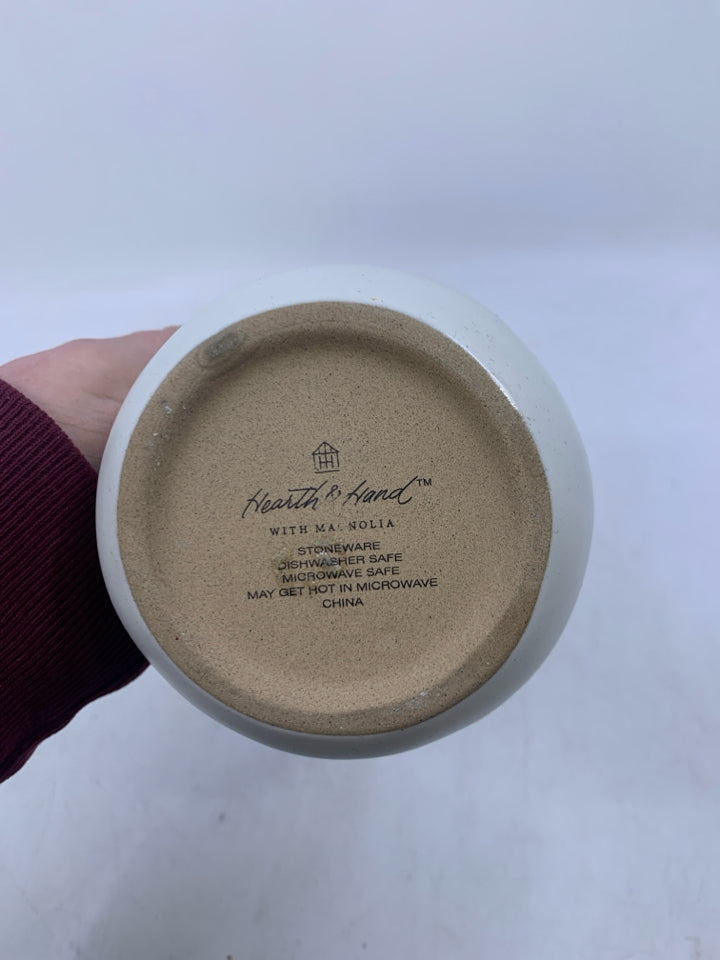 Hearth & Hand™
WITH MAGNOLIA
STONEWARE
DISHWASHER SAFE
MICROWAVE SAFE
MAY GET HOT IN MICROWAVE
CHINA